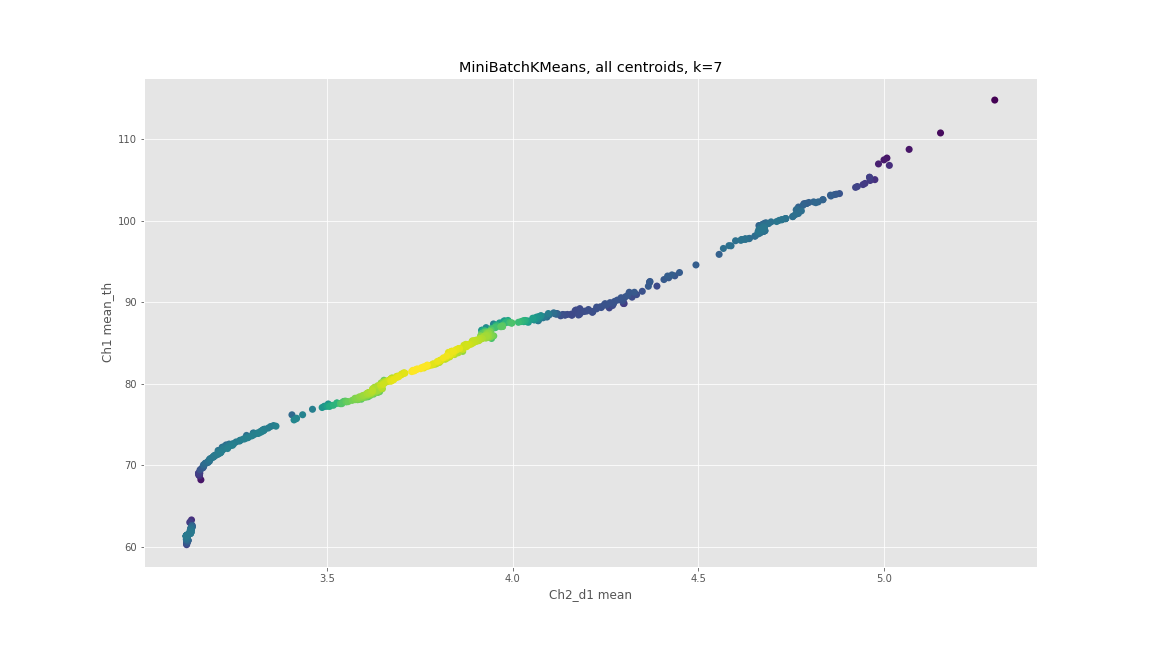 MiniBatchKMeans, all centroids, k=7
110
100
90
80
70
60
Ch1 mean_th
3.5 4.0 4.5 5.0
Ch2_d1 mean